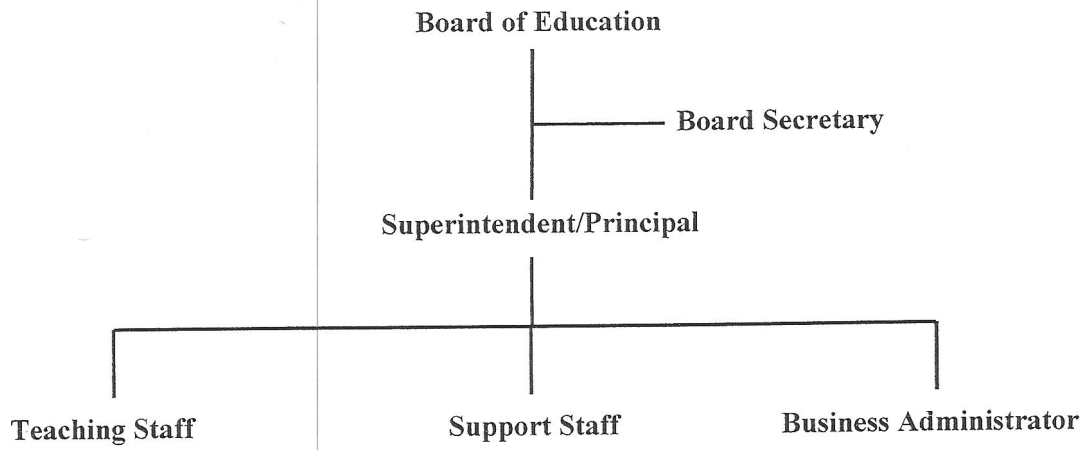 Board of Education
Board Secretary
Superintendent/Principal
Teaching Staff
Support Staff
Business Administrator